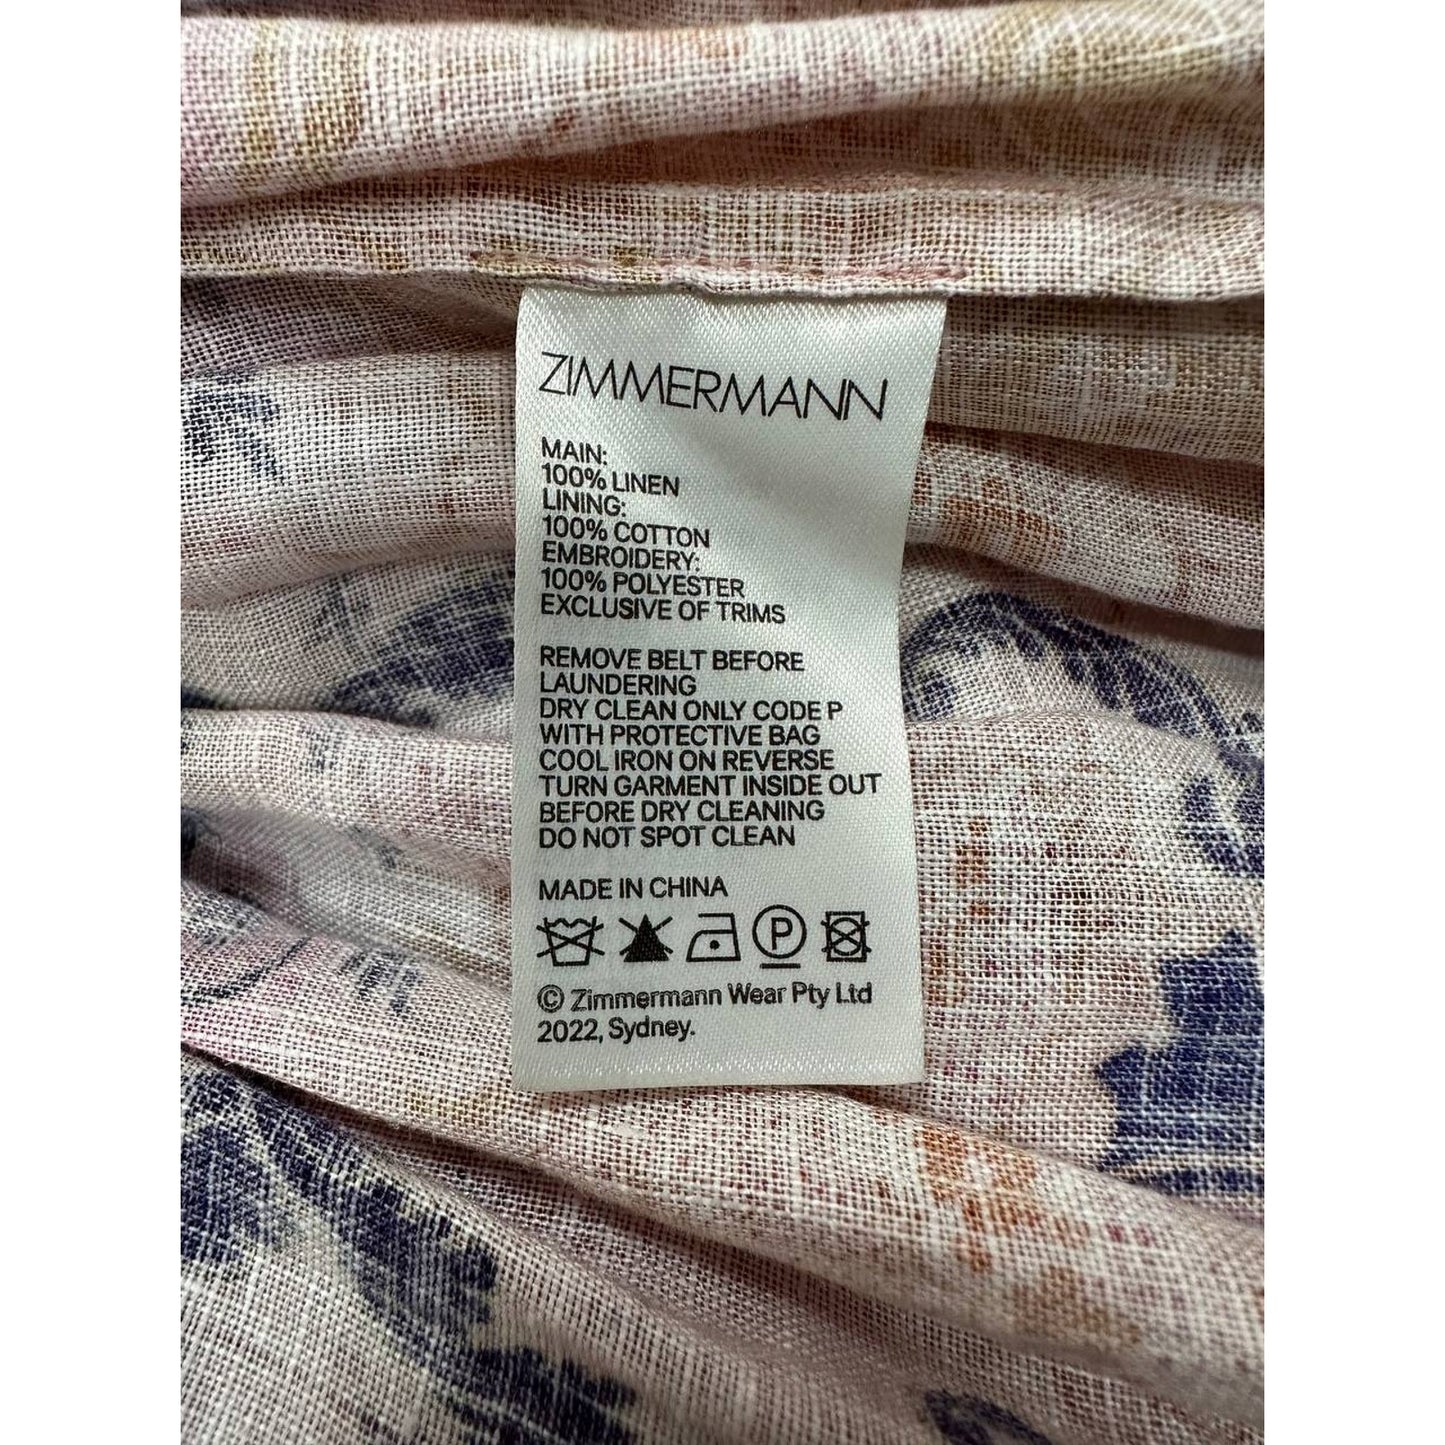 ZIMMERMANN
MAIN:
100% LINEN
LINING:
100% COTTON
EMBROIDERY:
100% POLYESTER
EXCLUSIVE OF TRIMS
REMOVE BELT BEFORE
LAUNDERING
DRY CLEAN ONLY CODE P
WITH PROTECTIVE BAG
COOL IRON ON REVERSE
TURN GARMENT INSIDE OUT
BEFORE DRY CLEANING
DO NOT SPOT CLEAN
MADE IN CHINA
P
© Zimmermann Wear Pty Ltd
2022, Sydney.